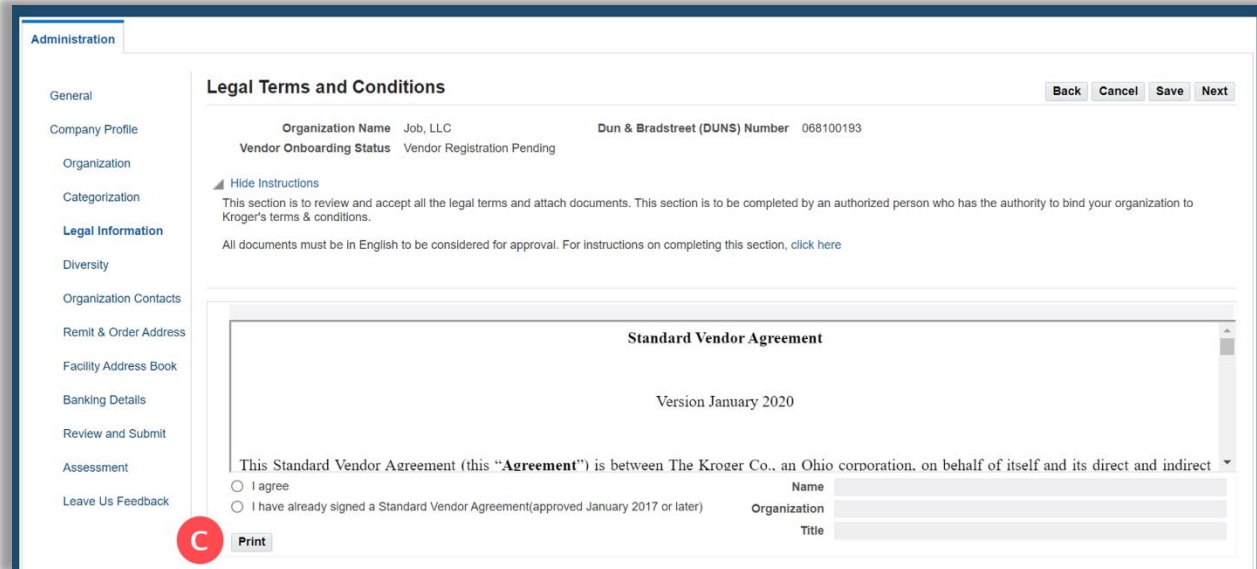 Administration
General
Company Profile
Organization
Categorization
Legal Information
Diversity
Organization Contacts
Remit & Order Address
Facility Address Book
Banking Details
Review and Submit
Assessment
Leave Us Feedback
Legal Terms and Conditions
Back Cancel Save Next
Organization Name Job, LLC Dun & Bradstreet (DUNS) Number 068100193
Vendor Onboarding Status Vendor Registration Pending
Hide Instructions
This section is to review and accept all the legal terms and attach documents. This section is to be completed by an authorized person who has the authority to bind your organization to
Kroger's terms & conditions.
All documents must be in English to be considered for approval. For instructions on completing this section, click here
Standard Vendor Agreement
Version January 2020
This Standard Vendor Agreement (this “Agreement”) is between The Kroger Co., an Ohio corporation, on behalf of itself and its direct and indirect
I agree
I have already signed a Standard Vendor Agreement(approved January 2017 or later)
Name
Organization
Title
C
Print